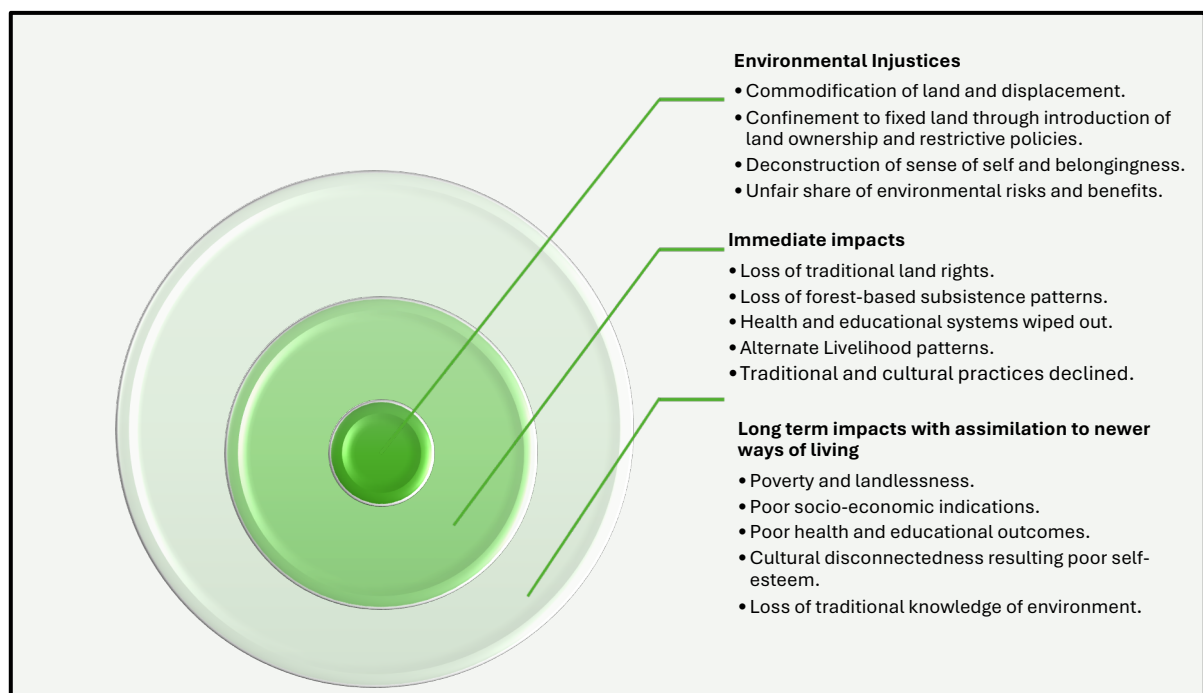 Environmental Injustices
• Commodification of land and displacement.
• Confinement to fixed land through introduction of
land ownership and restrictive policies.
• Deconstruction of sense of self and belongingness.
• Unfair share of environmental risks and benefits.
Immediate impacts
• Loss of traditional land rights.
• Loss of forest-based subsistence patterns.
• Health and educational systems wiped out.
• Alternate Livelihood patterns.
• Traditional and cultural practices declined.
Long term impacts with assimilation to newer
ways of living
• Poverty and landlessness.
• Poor socio-economic indications.
• Poor health and educational outcomes.
• Cultural disconnectedness resulting poor self-
esteem.
• Loss of traditional knowledge of environment.